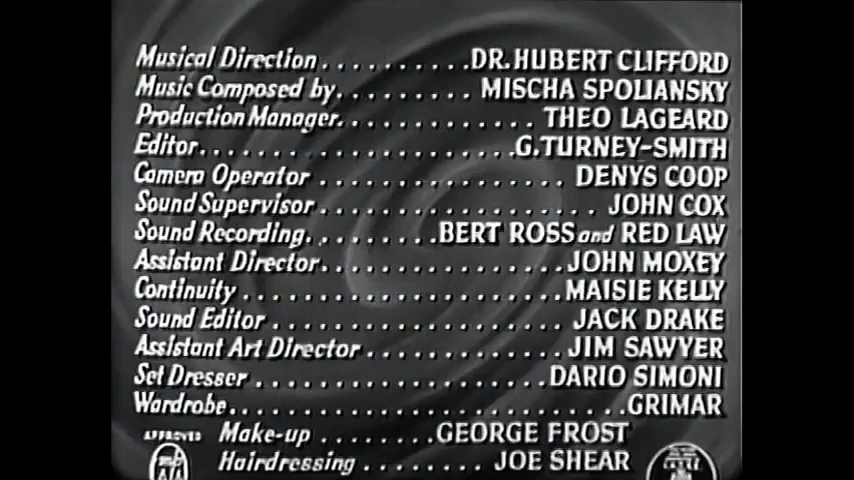 Musical Direction..........DR. HUBERT CLIFFORD
Music Composed by.........MISCHA SPOLIANSKY
Production Manager.............THEO LAGEARD
Editor.....................G. TURNEY-SMITH
Camera Operator................DENYS COOP
Sound Supervisor..................JOHN COX
Sound Recording.........BERT ROSS and RED LAW
Assistant Director................JOHN MOXEY
Continuity.....................MAISIE KELLY
Sound Editor...................JACK DRAKE
Assistant Art Director.............JIM SAWYER
Set Dresser...................DARIO SIMONI
Wardrobe..........................GRIMAR
Make-up........GEORGE FROST
Hairdressing........JOE SHEAR
APPROVED